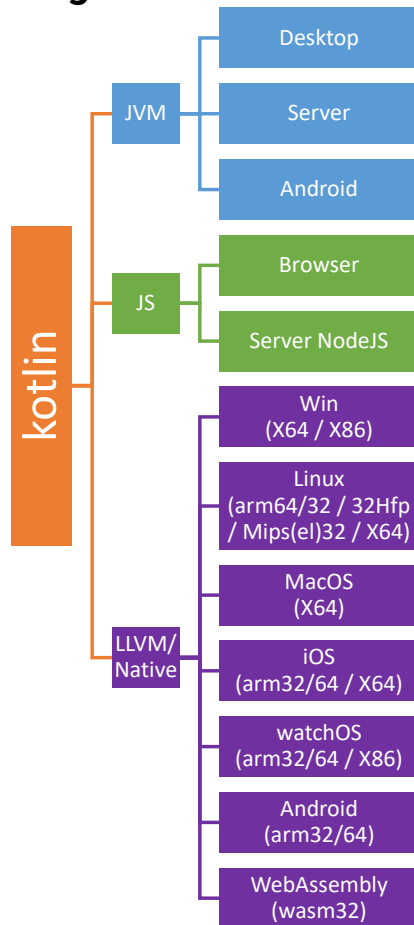 kotlin
JVM
Desktop
Server
Android
JS
Browser
Server NodeJS
LLVM/
Native
Win
(X64 / X86)
Linux
(arm64/32 / 32Hfp
/ Mips(el)32 / X64)
MacOS
(X64)
iOS
(arm32/64 / X64)
watchOS
(arm32/64 / X86)
Android
(arm32/64)
WebAssembly
(wasm32)